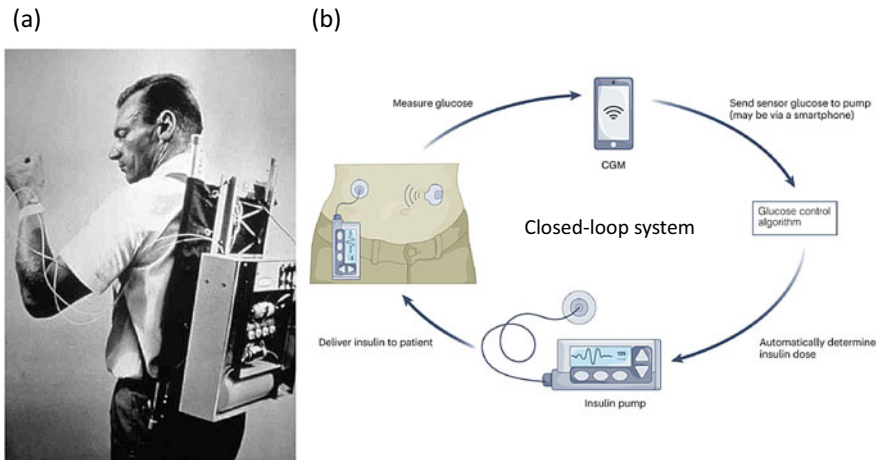 (a)
(b)
Measure glucose
Send sensor glucose to pump
(may be via a smartphone)
CGM
Glucose control
algorithm
Closed-loop system
Deliver insulin to patient
Automatically determine
insulin dose
Insulin pump